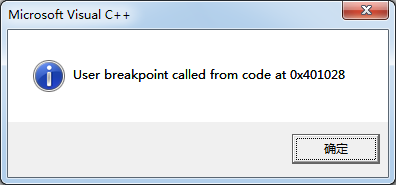 Microsoft Visual C++
User breakpoint called from code at 0x401028
确定